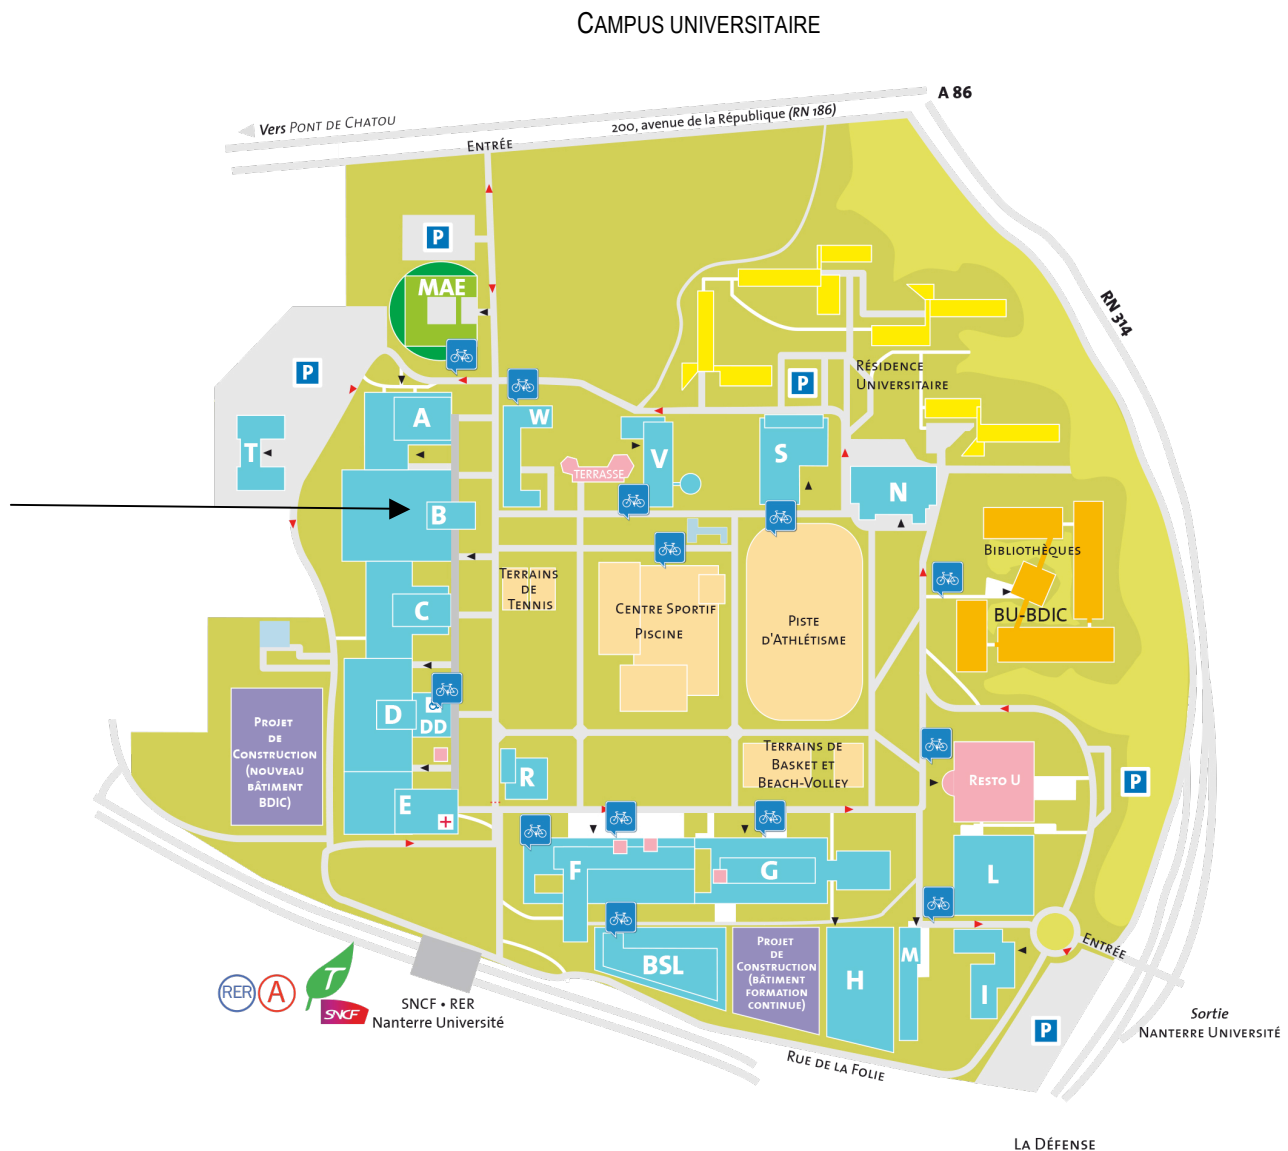 CAMPUS UNIVERSITAIRE
A 86
Vers PONT DE CHATOU
200, avenue de la République (RN 186)
ENTRÉE
P
MAE
RN 314
P
P
RÉSIDENCE
UNIVERSITAIRE
A
W
T
V
S
TERRASSE
N
B
BIBLIOTHÈQUES
TERRAINS
DE
TENNIS
CENTRE SPORTIF
PISCINE
PISTE
D'ATHLÉTISME
C
BU-BDIC
D
DD
PROJET
DE
CONSTRUCTION
(NOUVEAU
BÂTIMENT
BDIC)
TERRAINS DE
BASKET ET
BEACH-VOLLEY
R
RESTO U
P
E
F
G
L
ENTRÉE
BSL
PROJET
DE
CONSTRUCTION
(BÂTIMENT
FORMATION
CONTINUE)
H
M
I
P
RER
A
T
SNCF
SNCF • RER
Nanterre Université
Sortie
NANTERRE UNIVERSITÉ
RUE DE LA FOLIE
LA DÉFENSE